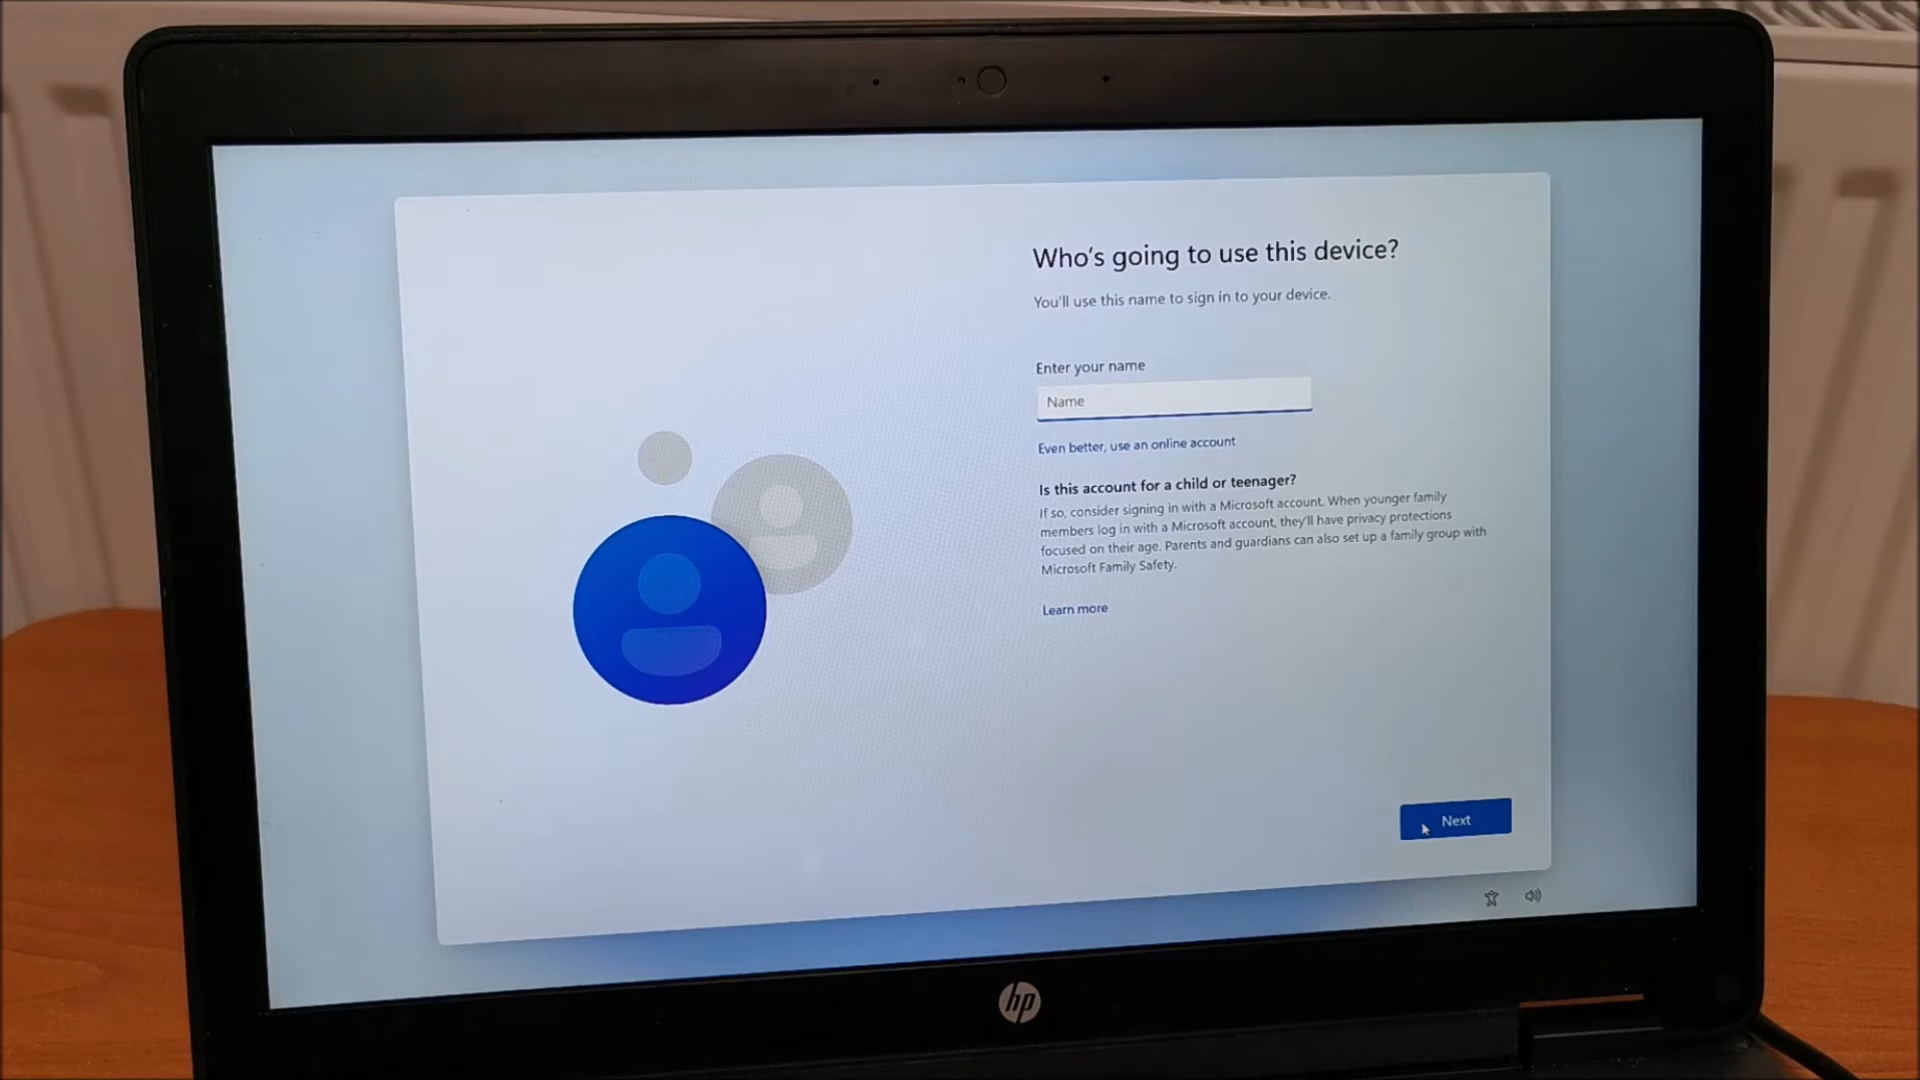 Who's going to use this device?
You'll use this name to sign in to your device.
Enter your name
Name
Even better, use an online account
Is this account for a child or teenager?
If so, consider signing in with a Microsoft account. When younger family
members log in with a Microsoft account, they'll have privacy protections
focused on their age. Parents and guardians can also set up a family group with
Microsoft Family Safety.
Learn more
Next
hp